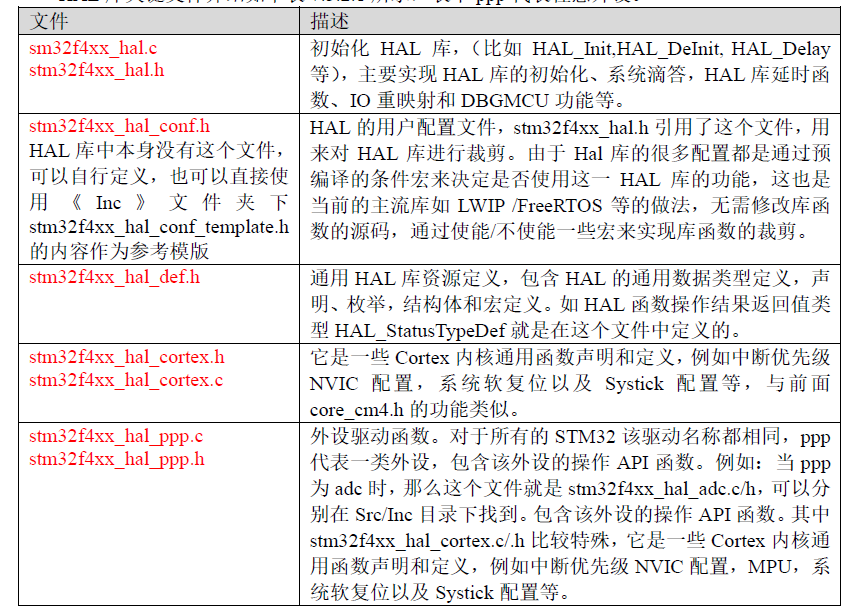 文件
描述
sm32f4xx_hal.c
stm32f4xx_hal.h
初始化 HAL 库，（比如 HAL_Init,HAL_DeInit, HAL_Delay
等），主要实现 HAL 库的初始化、系统滴答，HAL 库延时函
数、IO 重映射和 DBGMCU 功能等。
stm32f4xx_hal_conf.h
HAL 库中本身没有这个文件，
可以自行定义，也可以直接使
用《Inc》文件夹下
stm32f4xx_hal_conf_template.h
的内容作为参考模版
HAL 的用户配置文件，stm32f4xx_hal.h 引用了这个文件，用
来对 HAL 库进行裁剪。由于 Hal 库的很多配置都是通过预
编译的条件宏来决定是否使用这一 HAL 库的功能，这也是
当前的主流库如 LWIP /FreeRTOS 等的做法，无需修改库函
数的源码，通过使能/不使能一些宏来实现库函数的裁剪。
stm32f4xx_hal_def.h
通用 HAL 库资源定义，包含 HAL 的通用数据类型定义，声
明、枚举，结构体和宏定义。如 HAL 函数操作结果返回值类
型 HAL_StatusTypeDef 就是在这个文件中定义的。
stm32f4xx_hal_cortex.h
stm32f4xx_hal_cortex.c
它是一些 Cortex 内核通用函数声明和定义，例如中断优先级
NVIC 配置，系统软复位以及 Systick 配置等，与前面
core_cm4.h 的功能类似。
stm32f4xx_hal_ppp.c
stm32f4xx_hal_ppp.h
外设驱动函数。对于所有的 STM32 该驱动名称都相同，ppp
代表一类外设，包含该外设的操作 API 函数。例如：当 ppp
为 adc 时，那么这个文件就是 stm32f4xx_hal_adc.c/h，可以分
别在 Src/Inc 目录下找到。包含该外设的操作 API 函数。其中
stm32f4xx_hal_cortex.c/.h 比较特殊，它是一些 Cortex 内核通
用函数声明和定义，例如中断优先级 NVIC 配置，MPU，系
统软复位以及 Systick 配置等。